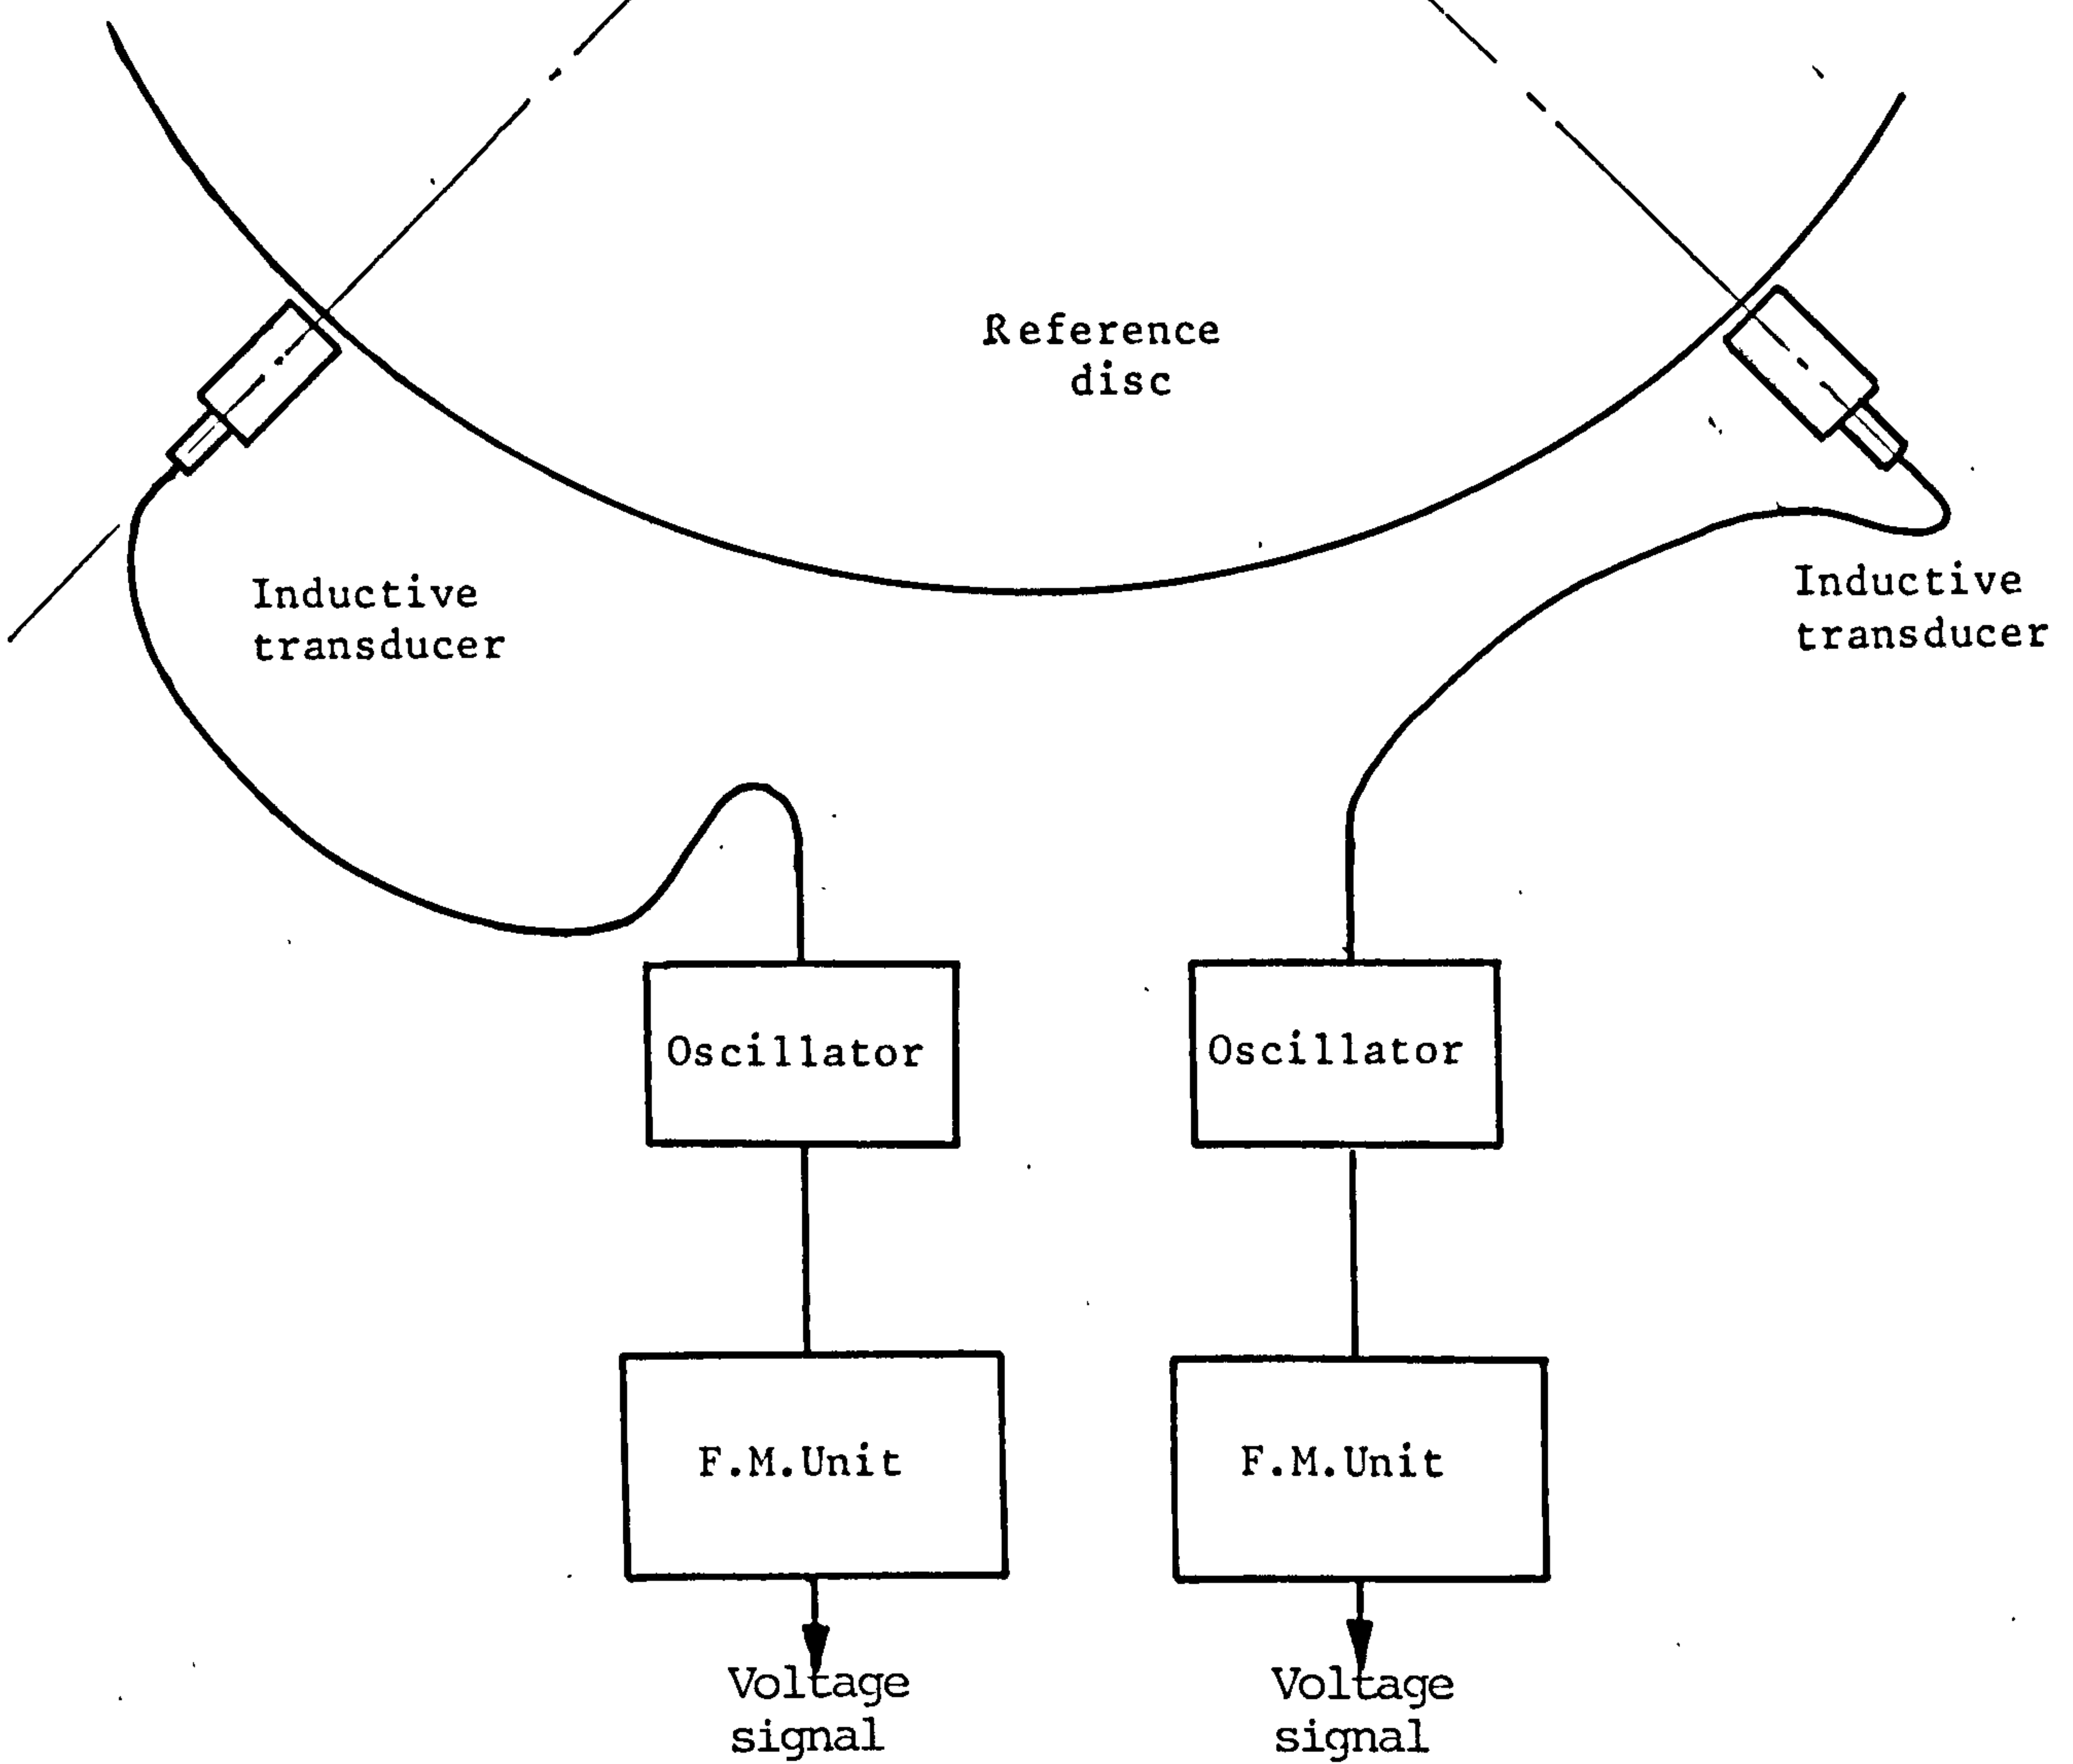 Reference
disc
Inductive
transducer
Inductive
transducer
Oscillator
Oscillator
F.M.Unit
F.M.Unit
Voltage
signal
Voltage
signal